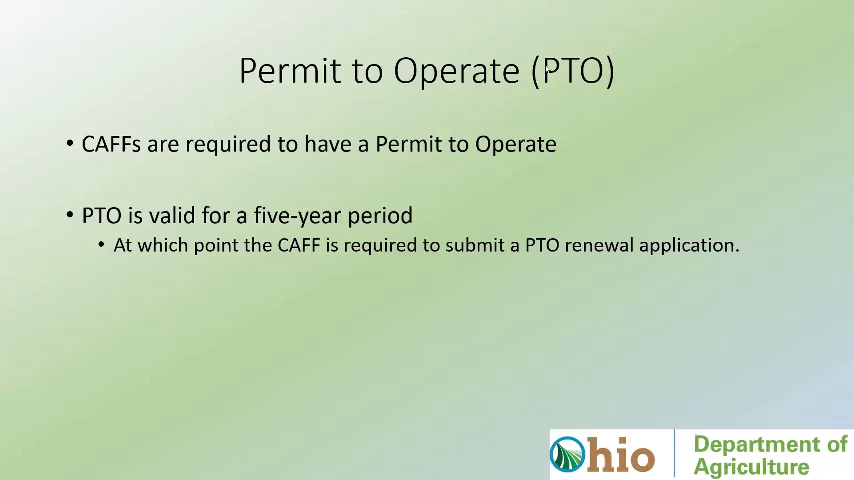 Permit to Operate (PTO)
• CAFFs are required to have a Permit to Operate
• PTO is valid for a five-year period
• At which point the CAFF is required to submit a PTO renewal application.
Ohio
Department of
Agriculture